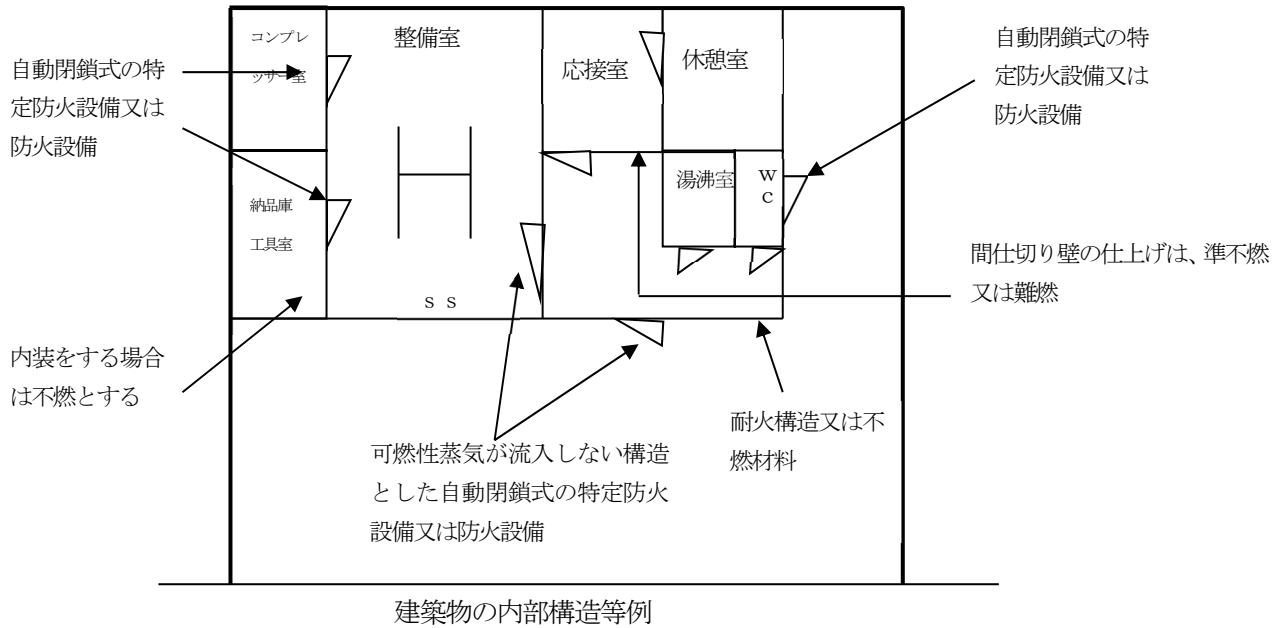 自動閉鎖式の特
定防火設備又は
防火設備
コンプレ
ッサー室
整備室
応接室
休憩室
自動閉鎖式の特
定防火設備又は
防火設備
納品庫
工具室
湯沸室
W
C
間仕切り壁の仕上げは、準不燃
又は難燃
S S
内装をする場合
は不燃とする
可燃性蒸気が流入しない構造
とした自動閉鎖式の特定防火
設備又は防火設備
耐火構造又は不
燃材料
建築物の内部構造等例